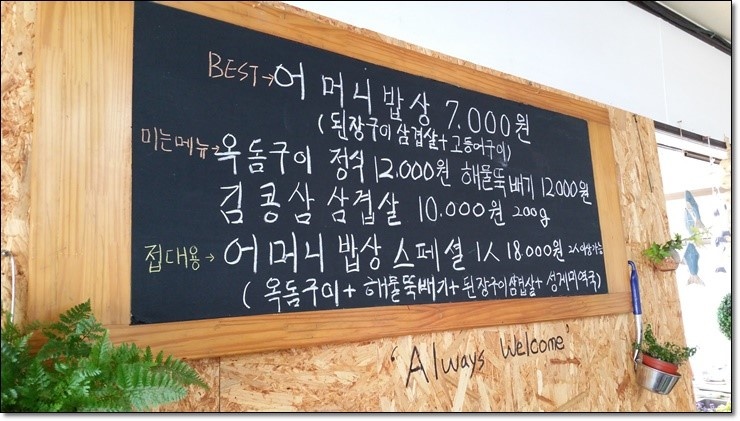 BEST→어머니밥상 7.000원
(된장구이삼겹살+고등어구이)
미는메뉴→옥돔구이 정식 12.000원 해물뚝배기 12000원
김콩삼 삼겹살 10.000원 200g
접대용→어머니밥상스페셜 1人 18000원 2人이상가능
(옥돔구이+해물뚝배기+된장구이삼겹살+성게미역국)
'Always Welcome'